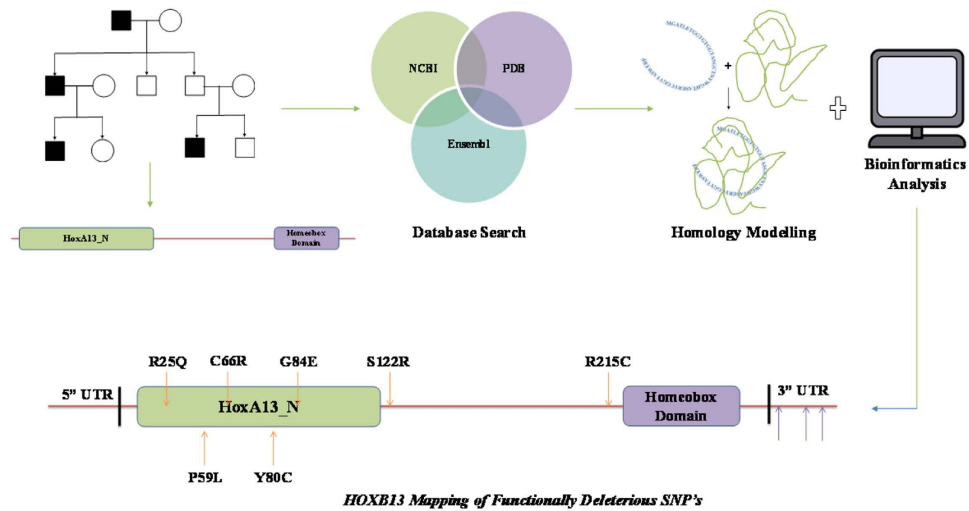 NCBI
PDB
Ensembl
Database Search
+
Homology Modelling
Bioinformatics
Analysis
HoxA13_N
Homeobox
Domain
R25Q
C66R
G84E
S122R
R215C
5” UTR
HoxA13_N
Homeobox
Domain
3” UTR
P59L
Y80C
HOXB13 Mapping of Functionally Deleterious SNP's